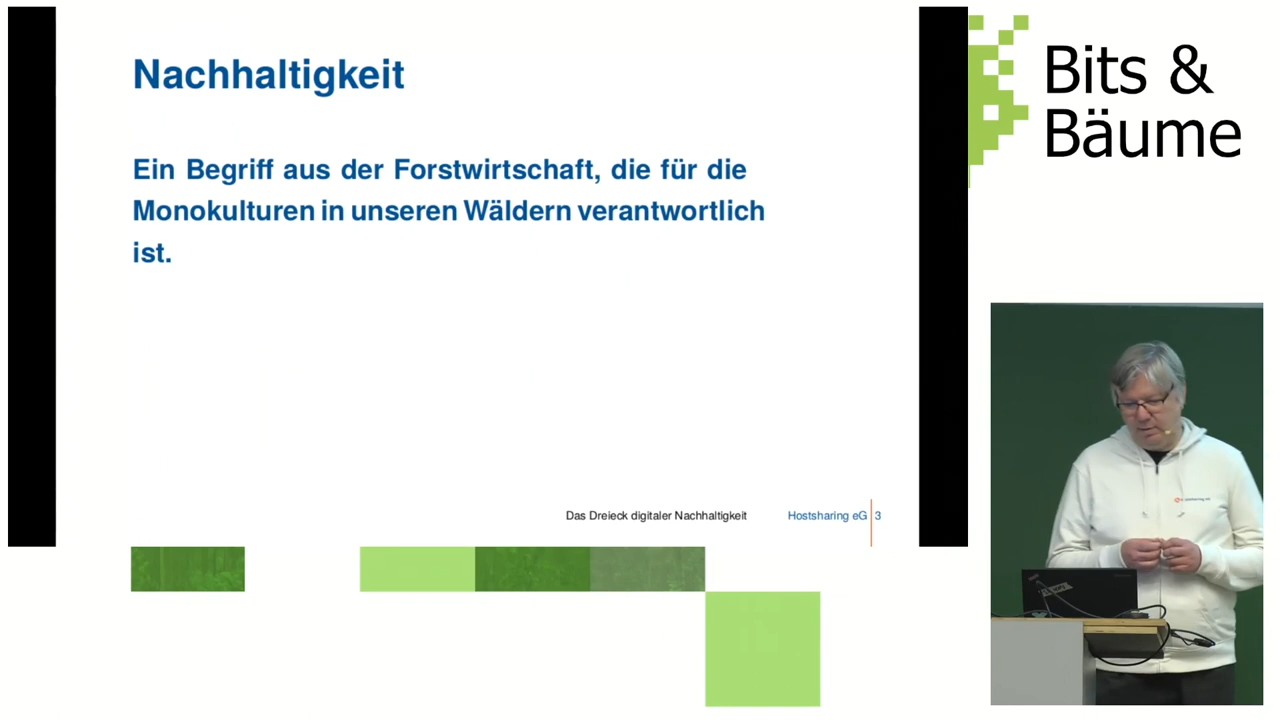 Nachhaltigkeit
Ein Begriff aus der Forstwirtschaft, die für die
Monokulturen in unseren Wäldern verantwortlich
ist.
Das Dreieck digitaler Nachhaltigkeit
Hostsharing eG 3
Bits &
Bäume